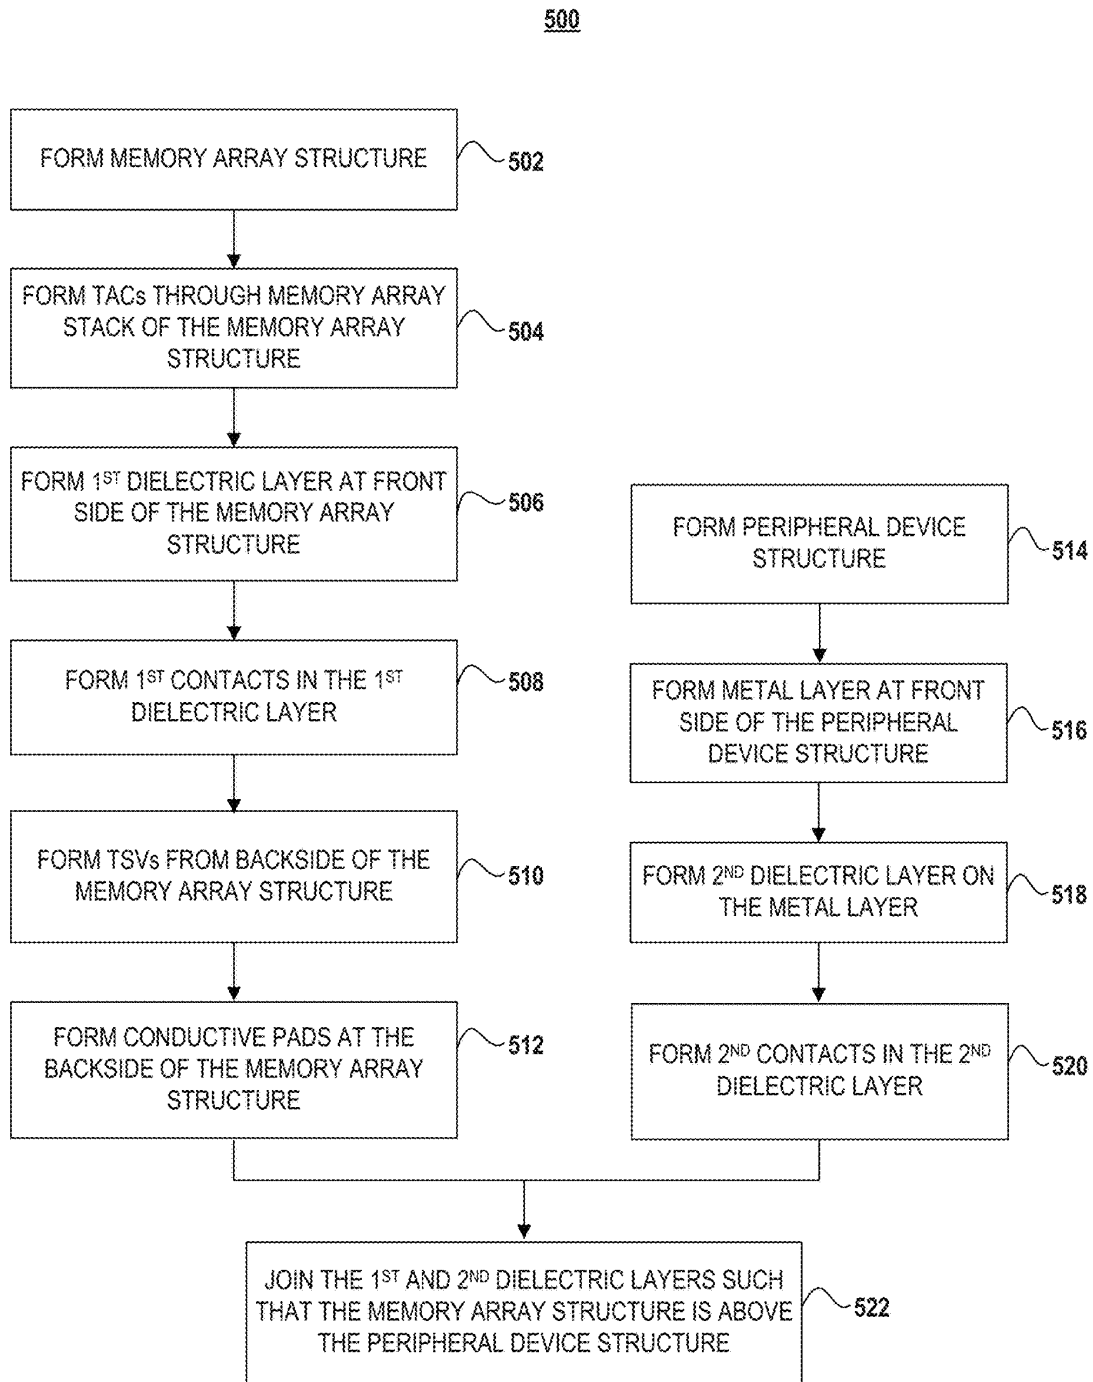 500
FORM MEMORY ARRAY STRUCTURE
502
FORM TACs THROUGH MEMORY ARRAY
STACK OF THE MEMORY ARRAY
STRUCTURE
504
FORM 1ST DIELECTRIC LAYER AT FRONT
SIDE OF THE MEMORY ARRAY
STRUCTURE
506
FORM 1ST CONTACTS IN THE 1ST
DIELECTRIC LAYER
508
FORM TSVs FROM BACKSIDE OF THE
MEMORY ARRAY STRUCTURE
510
FORM CONDUCTIVE PADS AT THE
BACKSIDE OF THE MEMORY ARRAY
STRUCTURE
512
FORM PERIPHERAL DEVICE
STRUCTURE
514
FORM METAL LAYER AT FRONT
SIDE OF THE PERIPHERAL
DEVICE STRUCTURE
516
FORM 2ND DIELECTRIC LAYER ON
THE METAL LAYER
518
FORM 2ND CONTACTS IN THE 2ND
DIELECTRIC LAYER
520
JOIN THE 1ST AND 2ND DIELECTRIC LAYERS SUCH
THAT THE MEMORY ARRAY STRUCTURE IS ABOVE
THE PERIPHERAL DEVICE STRUCTURE
522